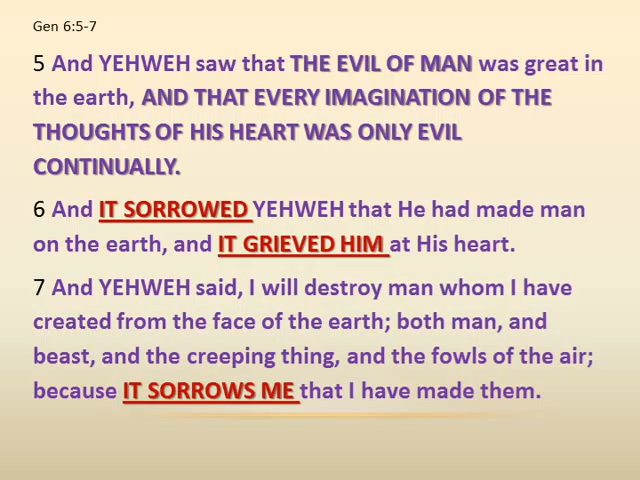 Gen 6:5-7
5 And YEHWEH saw that THE EVIL OF MAN was great in
the earth, AND THAT EVERY IMAGINATION OF THE
THOUGHTS OF HIS HEART WAS ONLY EVIL
CONTINUALLY.
6 And IT SORROWED YEHWEH that He had made man
on the earth, and IT GRIEVED HIM at His heart.
7 And YEHWEH said, I will destroy man whom I have
created from the face of the earth; both man, and
beast, and the creeping thing, and the fowls of the air;
because IT SORROWS ME that I have made them.